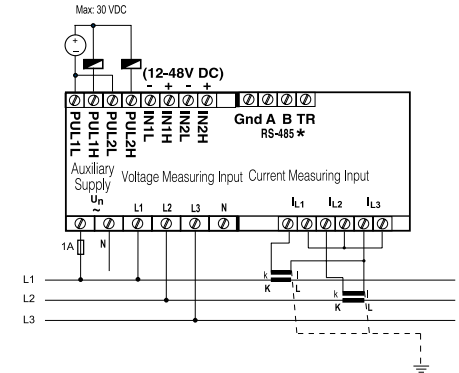 Max: 30 VDC
+
−
(12-48V DC)
- + - +
PUL1L PUL1H PUL2L PUL2H IN1L IN1H IN2L IN2H
Gnd A B TR
RS-485 *
Auxiliary Supply
Voltage Measuring Input
Current Measuring Input
Un
~
L1 L2 L3 N
IL1 IL2 IL3
1A
N
L1
k l
K L
L2
k l
K L
L3